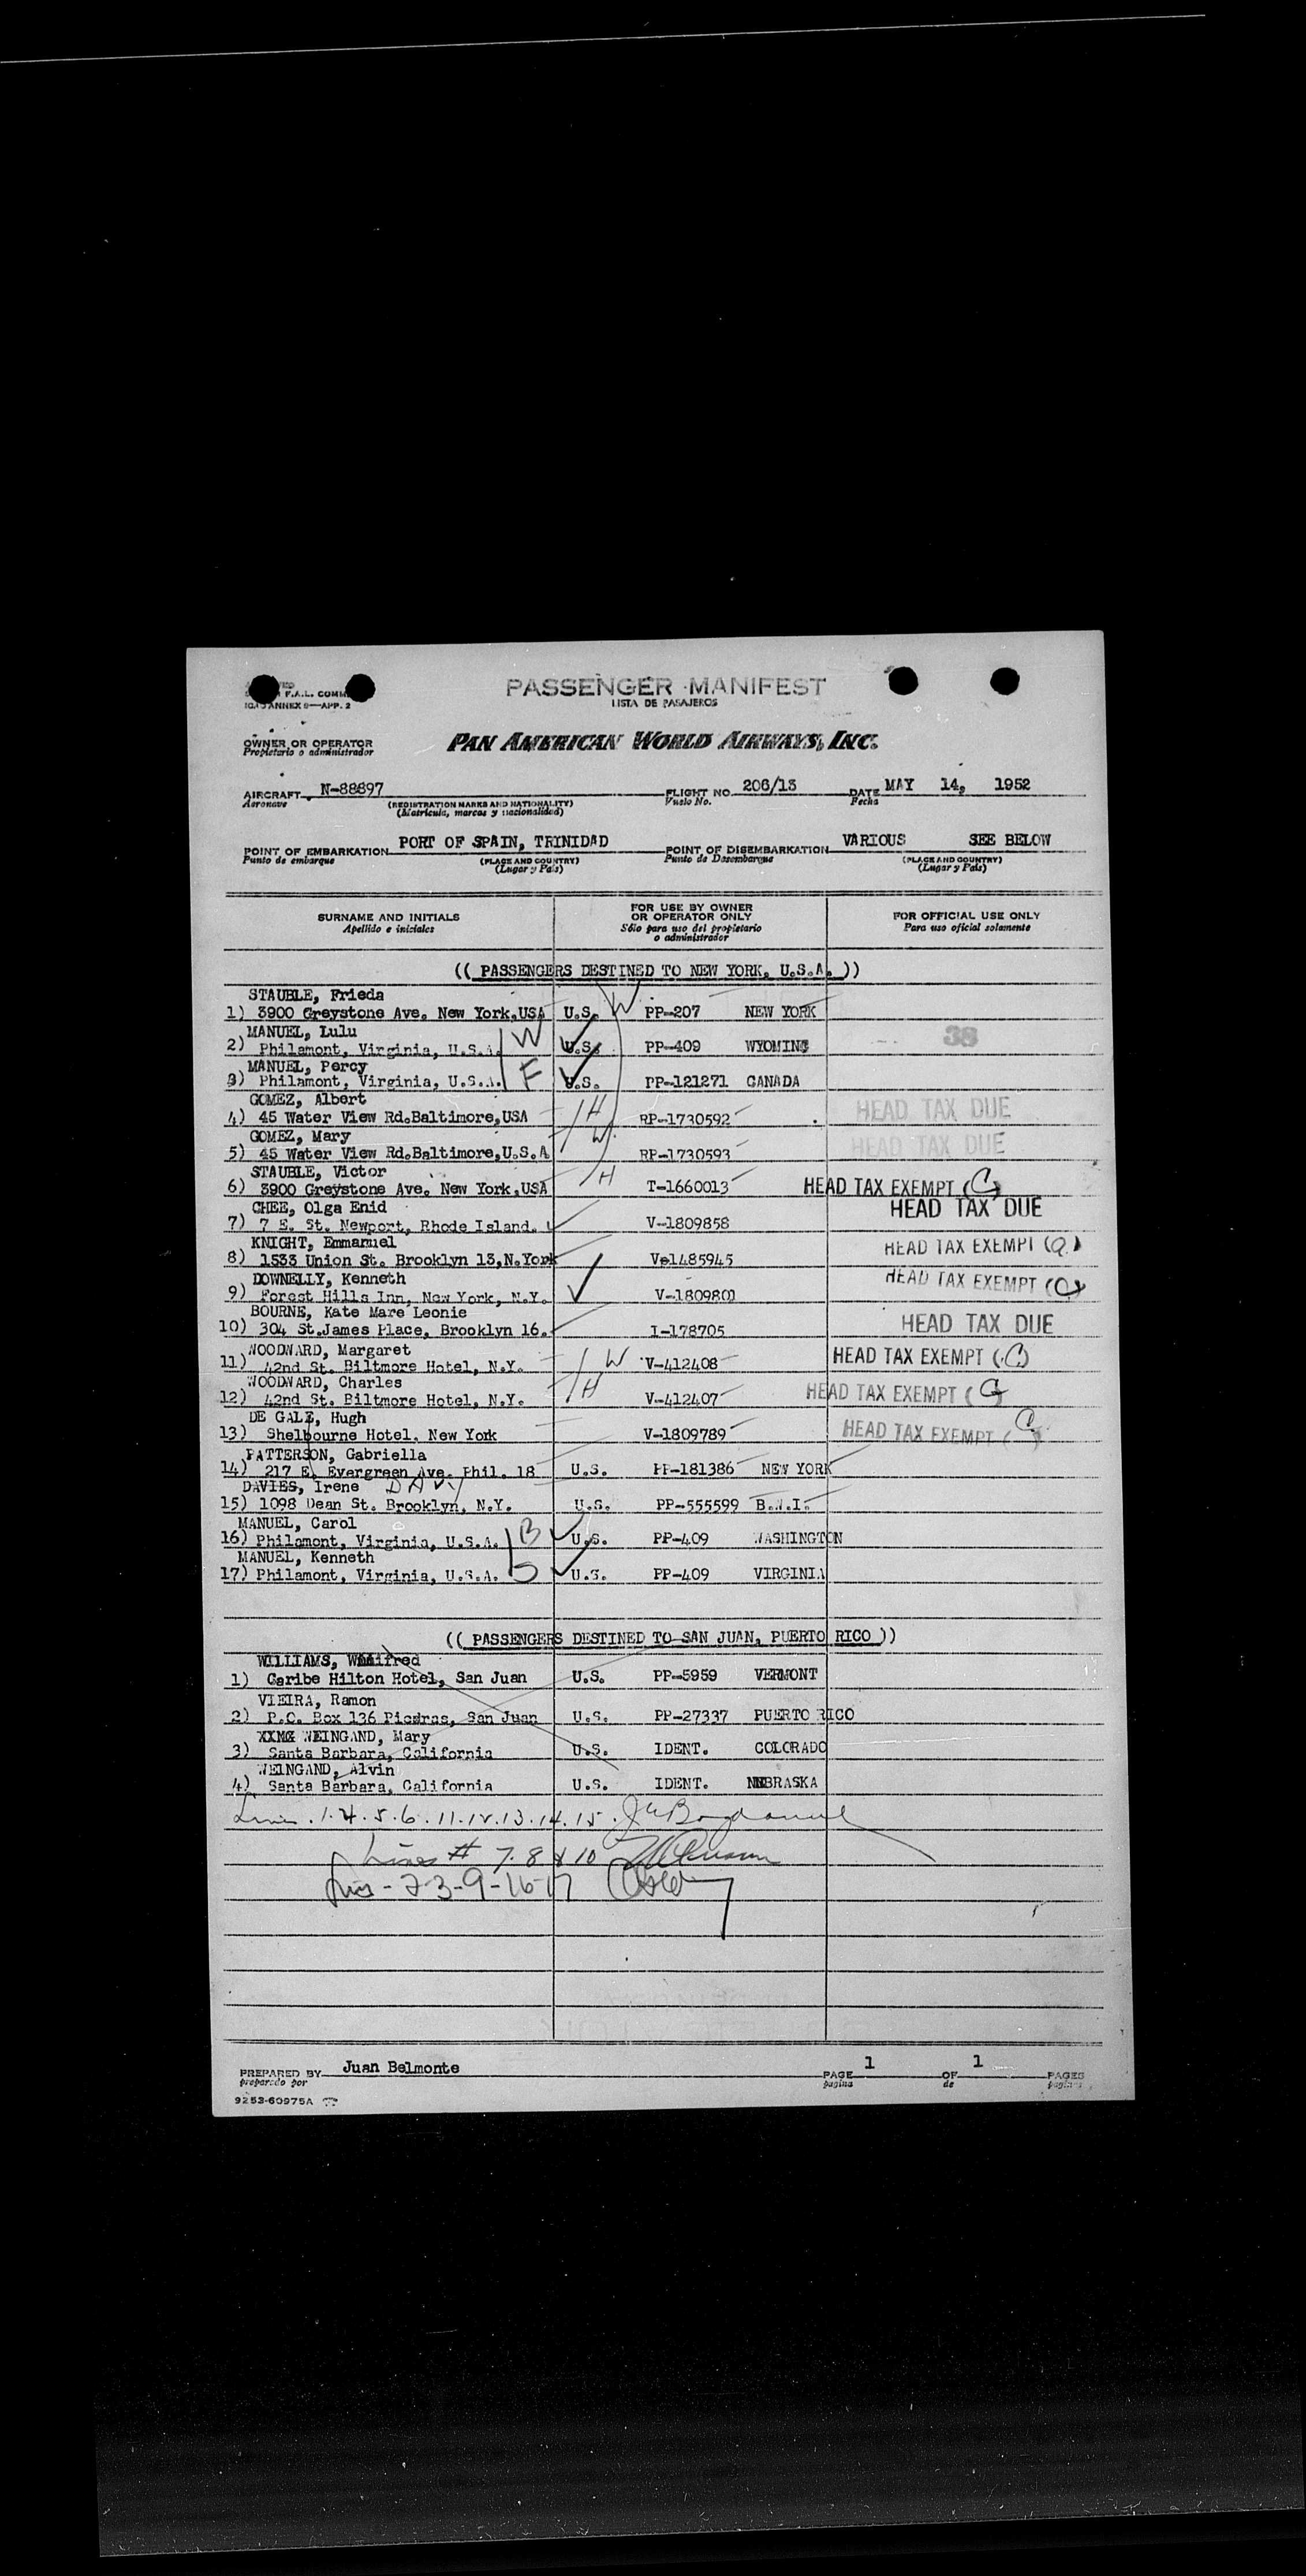 F.A.L. COMM
ANNEX 9—APP. 2
PASSENGER MANIFEST
LISTA DE PASAJEROS
OWNER OR OPERATOR
Propietario o administrador
PAN AMERICAN WORLD AIRWAYS, INC.
AIRCRAFT N-88897 FLIGHT NO. 206/13 DATE MAY 14, 1952
Aeronave (REGISTRATION MARKS AND NATIONALITY) Vuelo No. Fecha
(Matricula, marcas y nacionalidad)
POINT OF EMBARKATION PORT OF SPAIN, TRINIDAD POINT OF DISEMBARKATION VARIOUS SEE BELOW
Punto de embarque (PLACE AND COUNTRY) Punto de Desembarque (PLACE AND COUNTRY)
(Lugar y País) (Lugar y País)
SURNAME AND INITIALS FOR USE BY OWNER OR OPERATOR ONLY FOR OFFICIAL USE ONLY
Apellido e iniciales Sólo para uso del propietario o administrador Para uso oficial solamente
(( PASSENGERS DESTINED TO NEW YORK, U.S.A. ))
STAUBLE, Frieda
1) 3900 Greystone Ave. New York,USA U.S. W PP-207 NEW YORK
MANUEL, Lulu
2) Philamont, Virginia, U.S.A. W U.S. PP-409 WYOMING 38
MANUEL, Percy
3) Philamont, Virginia, U.S.A. F U.S. PP-121271 CANADA
GOMEZ, Albert
4) 45 Water View Rd.Baltimore,USA H RP-1730592 HEAD TAX DUE
GOMEZ, Mary
5) 45 Water View Rd.Baltimore,U.S.A W RP-1730593 HEAD TAX DUE
STAUBLE, Victor
6) 3900 Greystone Ave. New York,USA H T-1660013 HEAD TAX EXEMPT (C)
CHEE, Olga Enid
7) 7 E. St. Newport, Rhode Island. V-1809858 HEAD TAX DUE
KNIGHT, Emmanuel
8) 1533 Union St. Brooklyn 13,N.York V-1485945 HEAD TAX EXEMPT
DOWNELLY, Kenneth
9) Forest Hills Inn, New York, N.Y. V-1809801 HEAD TAX EXEMPT
BOURNE, Kate Mare Leonie
10) 304 St.James Place, Brooklyn 16. I-178705 HEAD TAX DUE
WOODWARD, Margaret
11) 42nd St. Biltmore Hotel, N.Y. W V-412408 HEAD TAX EXEMPT (C)
WOODWARD, Charles
12) 42nd St. Biltmore Hotel, N.Y. H V-412407 HEAD TAX EXEMPT (C
DE GALE, Hugh
13) Shelbourne Hotel, New York V-1809789 HEAD TAX EXEMPT (C)
PATTERSON, Gabriella
14) 217 E. Evergreen Ave. Phil. 18 U.S. PP-181386 NEW YORK
DAVIES, Irene DAVY
15) 1098 Dean St. Brooklyn, N.Y. U.S. PP-555599 B.W.I.
MANUEL, Carol
16) Philamont, Virginia, U.S.A. U.S. PP-409 WASHINGTON
MANUEL, Kenneth
17) Philamont, Virginia, U.S.A. U.S. PP-409 VIRGINIA
(( PASSENGERS DESTINED TO SAN JUAN, PUERTO RICO ))
WILLIAMS, Winifred
1) Caribe Hilton Hotel, San Juan U.S. PP-5959 VERMONT
VIEIRA, Ramon
2) P.O. Box 136 Piedras, San Juan U.S. PP-27337 PUERTO RICO
WEINGAND, Mary
3) Santa Barbara, California U.S. IDENT. COLORADO
WEINGAND, Alvin
4) Santa Barbara, California U.S. IDENT. NEBRASKA
Lines 1.4.5.6.11.12.13.14.15.
Lines # 7.8 & 10
Lines - 2-3-9-16-17
PREPARED BY Juan Belmonte PAGE 1 OF 1 PAGES
preparado por pagina de paginas
9253-60975A